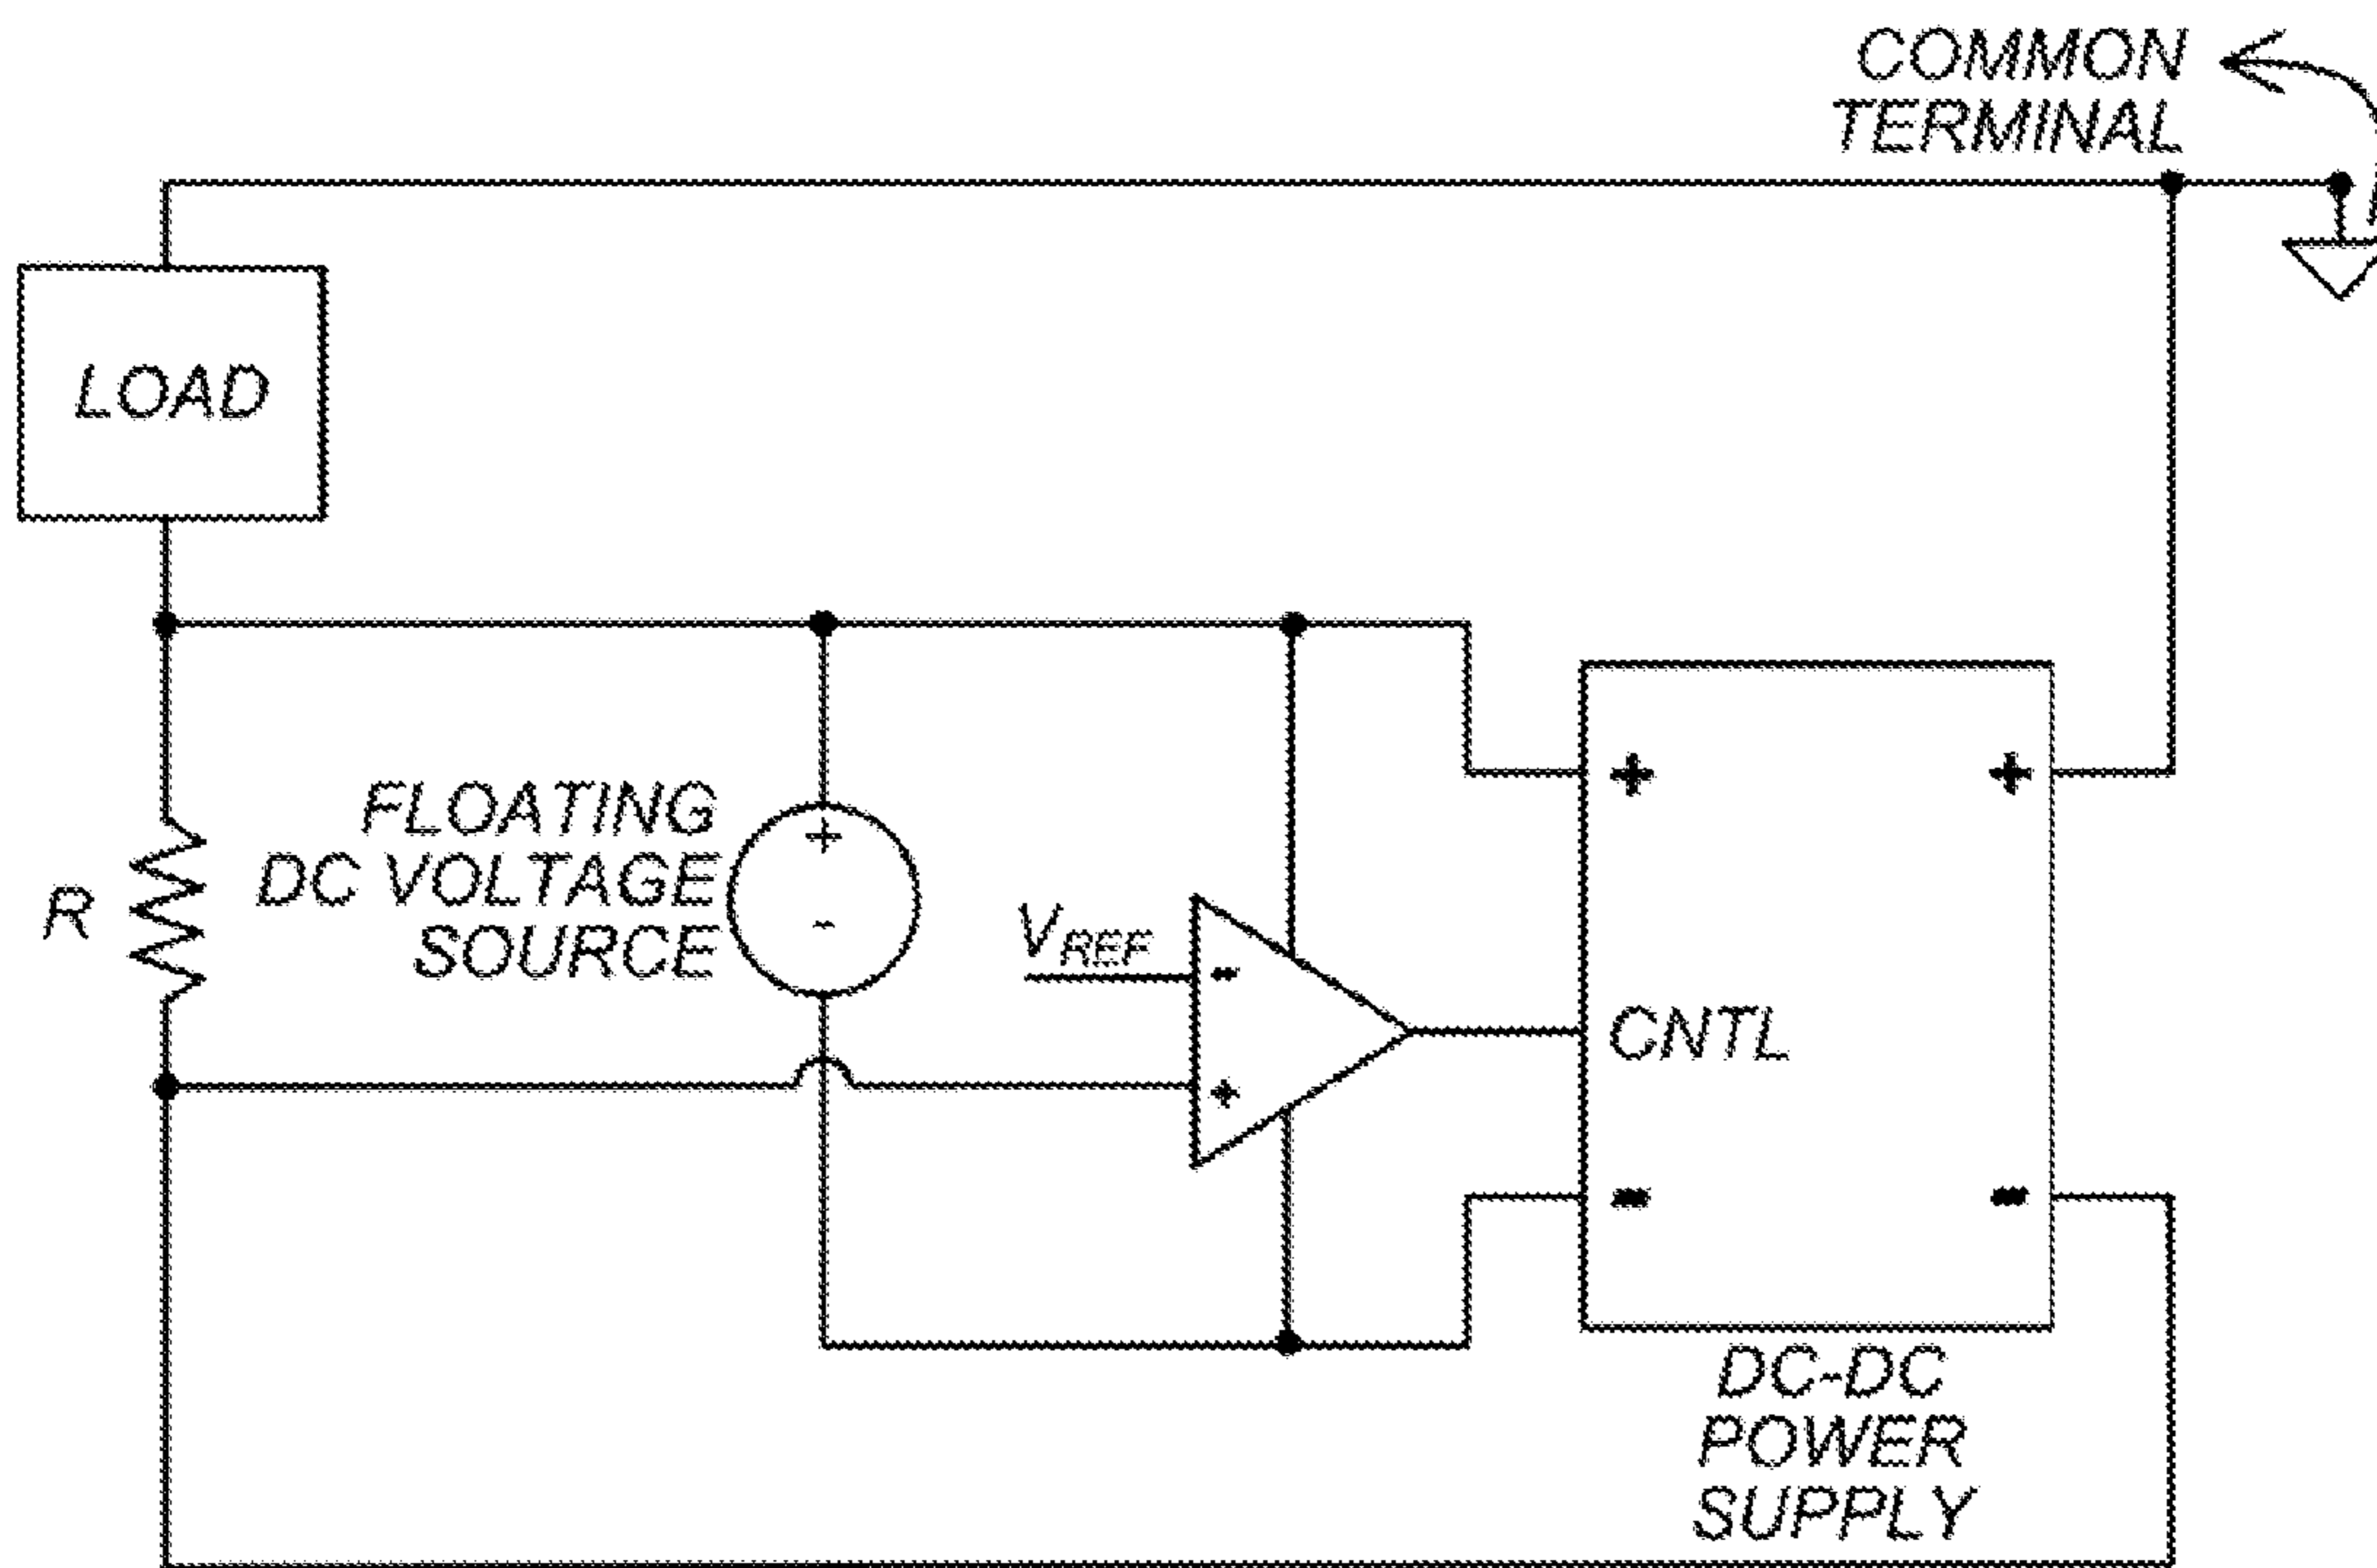 COMMON
TERMINAL
LOAD
FLOATING
DC VOLTAGE
SOURCE
R
+
-
VREF
-
+
+
+
CNTL
-
-
DC-DC
POWER
SUPPLY